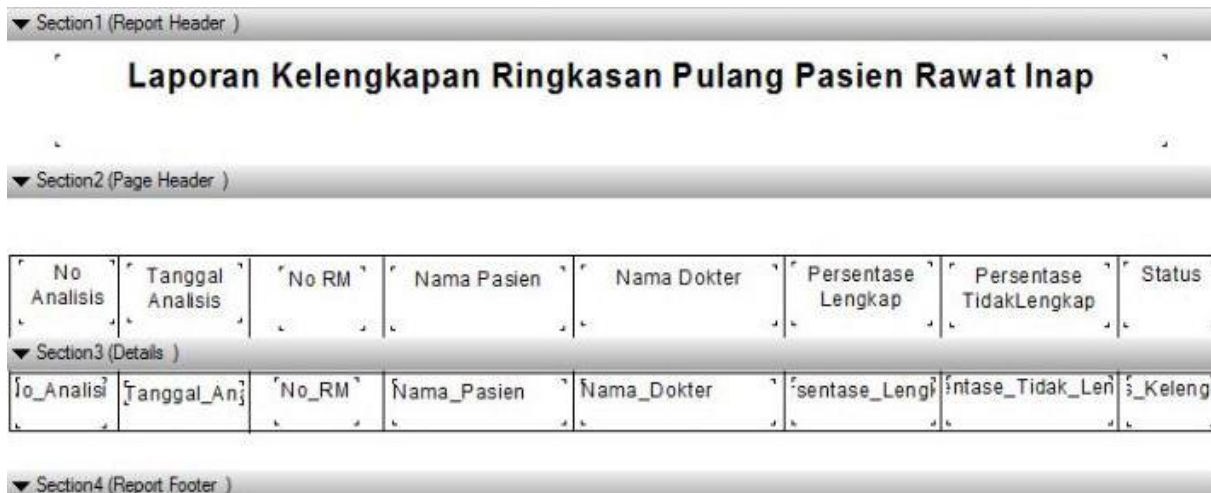 Section1 (Report Header )
Laporan Kelengkapan Ringkasan Pulang Pasien Rawat Inap
Section2 (Page Header )
No Analisis Tanggal Analisis No RM Nama Pasien Nama Dokter Persentase Lengkap Persentase TidakLengkap Status
Section3 (Details )
No_RM Nama_Pasien Nama_Dokter
Section4 (Report Footer )